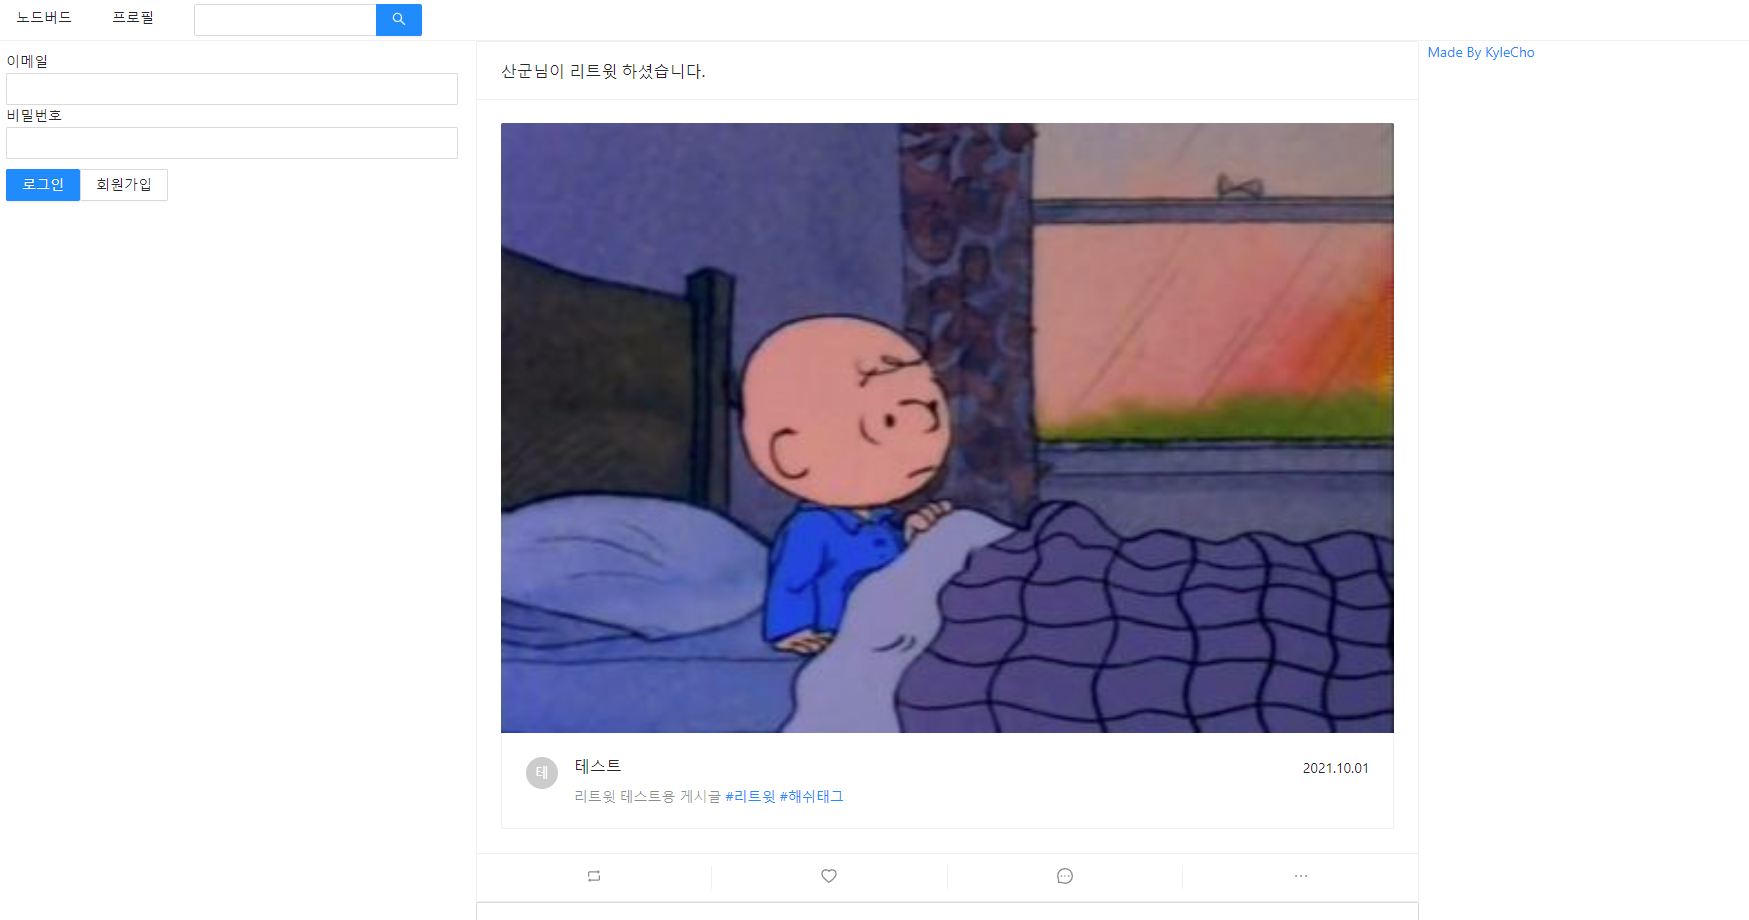 노드버드 프로필
이메일
비밀번호
로그인 회원가입
산군님이 리트윗 하셨습니다.
테 테스트 2021.10.01
리트윗 테스트용 게시글 #리트윗 #해쉬태그
Made By KyleCho